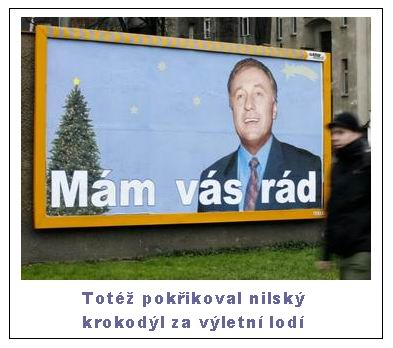 Mám vás rád
Totéž pokřikoval nilský
krokodýl za výletní lodí